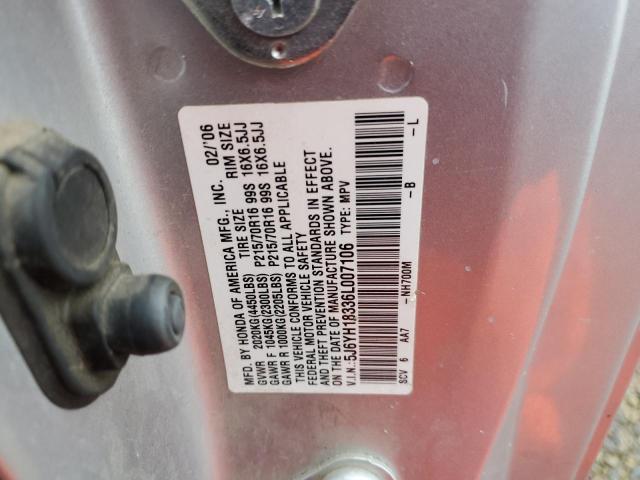 MFD. BY HONDA OF AMERICA MFG., INC. 02/'06
TIRE SIZE RIM SIZE
GVWR 2020KG(4450LBS) P215/70R16 99S 16X6.5JJ
GAWR F 1045KG(2300LBS) P215/70R16 99S 16X6.5JJ
GAWR R 1000KG(2205LBS)
THIS VEHICLE CONFORMS TO ALL APPLICABLE
FEDERAL MOTOR VEHICLE SAFETY
AND THEFT PREVENTION STANDARDS IN EFFECT
ON THE DATE OF MANUFACTURE SHOWN ABOVE.
V.I.N.:5J6YH18336L007106 TYPE: MPV
SCV 6 AA7 -NH700M -B -L